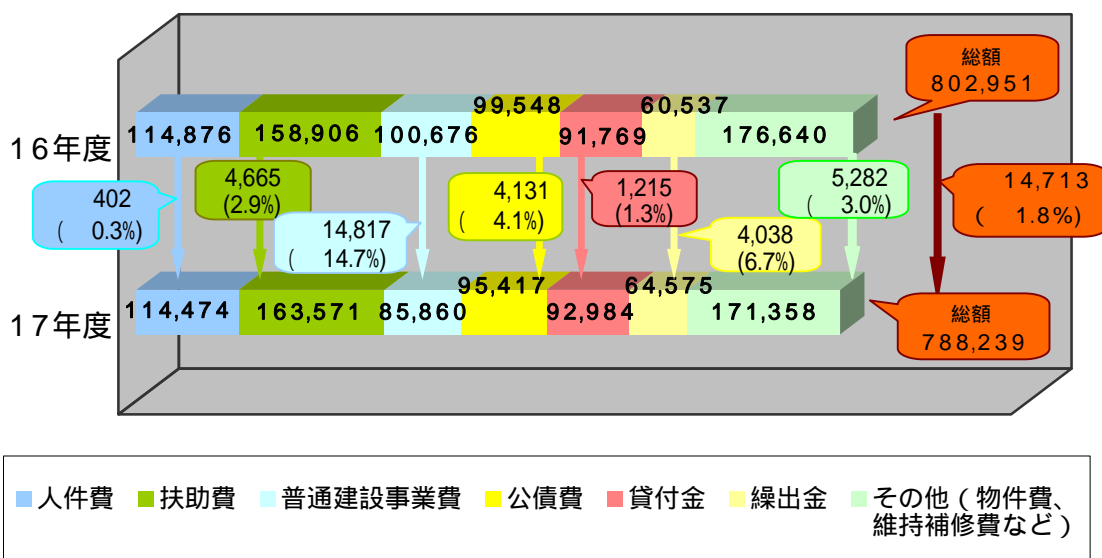 総額
802,951
99,548
60,537
114,876
158,906
100,676
91,769
176,640
16年度
402
( 0.3%)
4,665
(2.9%)
14,817
( 14.7%)
4,131
( 4.1%)
1,215
(1.3%)
4,038
(6.7%)
5,282
( 3.0%)
14,713
( 1.8%)
95,417
64,575
114,474
163,571
85,860
92,984
171,358
17年度
総額
788,239
人件費
扶助費
普通建設事業費
公債費
貸付金
繰出金
その他(物件費、
維持補修費など)